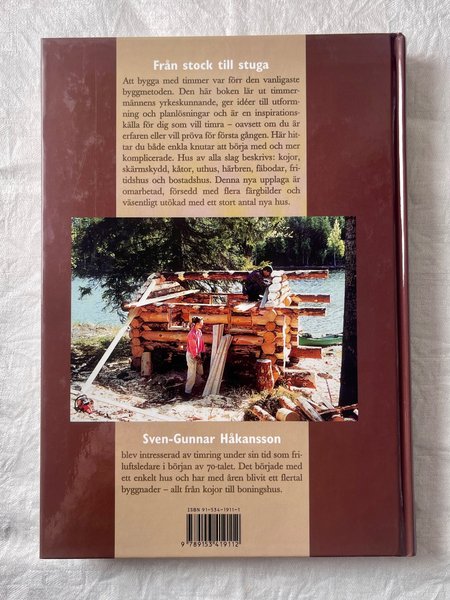 Från stock till stuga
Att bygga med timmer var förr den vanligaste
byggmetoden. Den här boken lär ut timmer-
männens yrkeskunnande, ger idéer till utform-
ning och planlösningar och är en inspirations-
källa för dig som vill timra – oavsett om du är
erfaren eller vill pröva för första gången. Här hit-
tar du både enkla knutar att börja med och mer
komplicerade. Hus av alla slag beskrivs: kojor,
skärmskydd, kåtor, uthus, härbren, fäbodar, fri-
tidshus och bostadshus. Denna nya upplaga är
omarbetad, försedd med flera färgbilder och
väsentligt utökad med ett stort antal nya hus.
Sven-Gunnar Håkansson
blev intresserad av timring under sin tid som fri-
luftsledare i början av 70-talet. Det började med
ett enkelt hus och har med åren blivit ett flertal
byggnader – allt från kojor till boningshus.
ISBN 91-534-1911-1
9 789153 419112